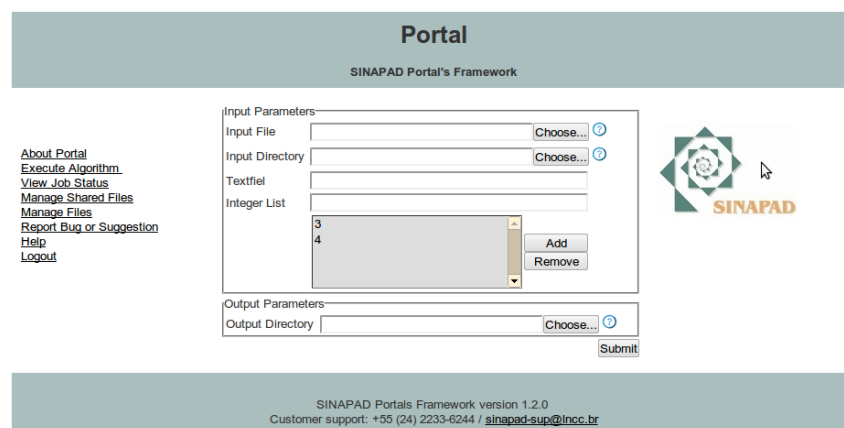 Portal
SINAPAD Portal's Framework
About Portal
Execute Algorithm
View Job Status
Manage Shared Files
Manage Files
Report Bug or Suggestion
Help
Logout
Input Parameters
Input File Choose... ?
Input Directory Choose... ?
Textfiel
Integer List
3
4
Add
Remove
Output Parameters
Output Directory Choose... ?
Submit
SINAPAD
SINAPAD Portals Framework version 1.2.0
Customer support: +55 (24) 2233-6244 / sinapad-sup@lncc.br